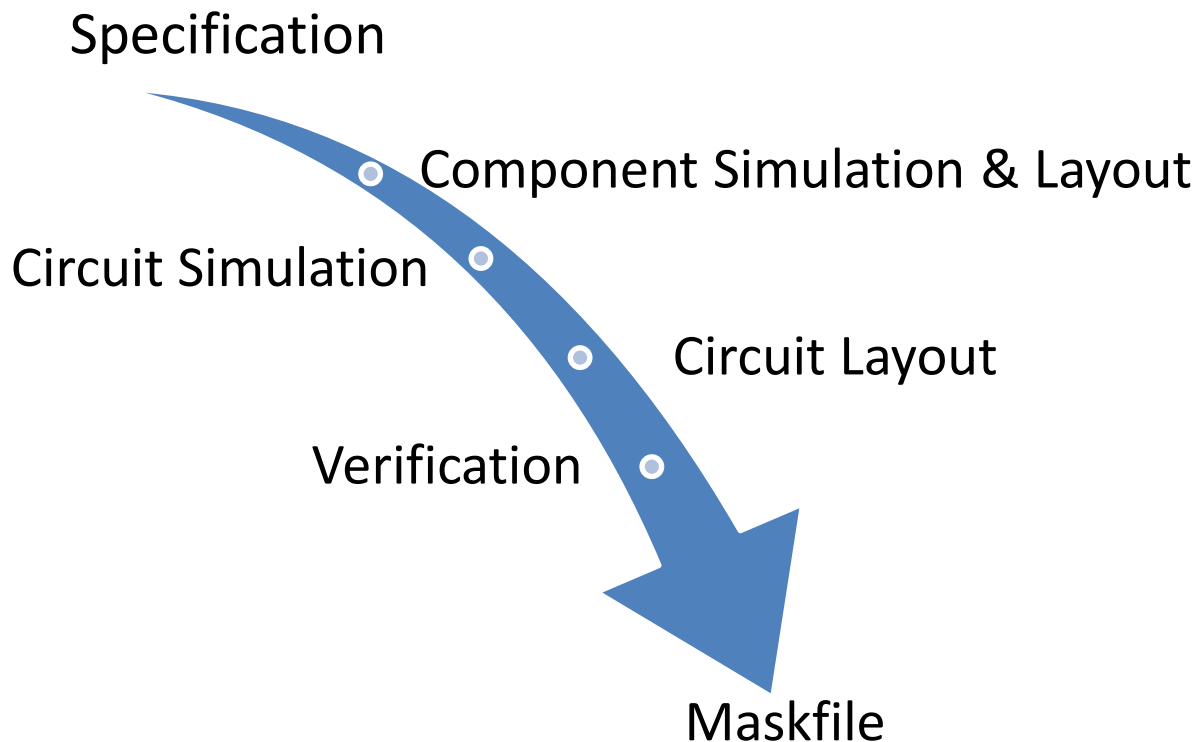 Specification
Component Simulation & Layout
Circuit Simulation
Circuit Layout
Verification
Maskfile